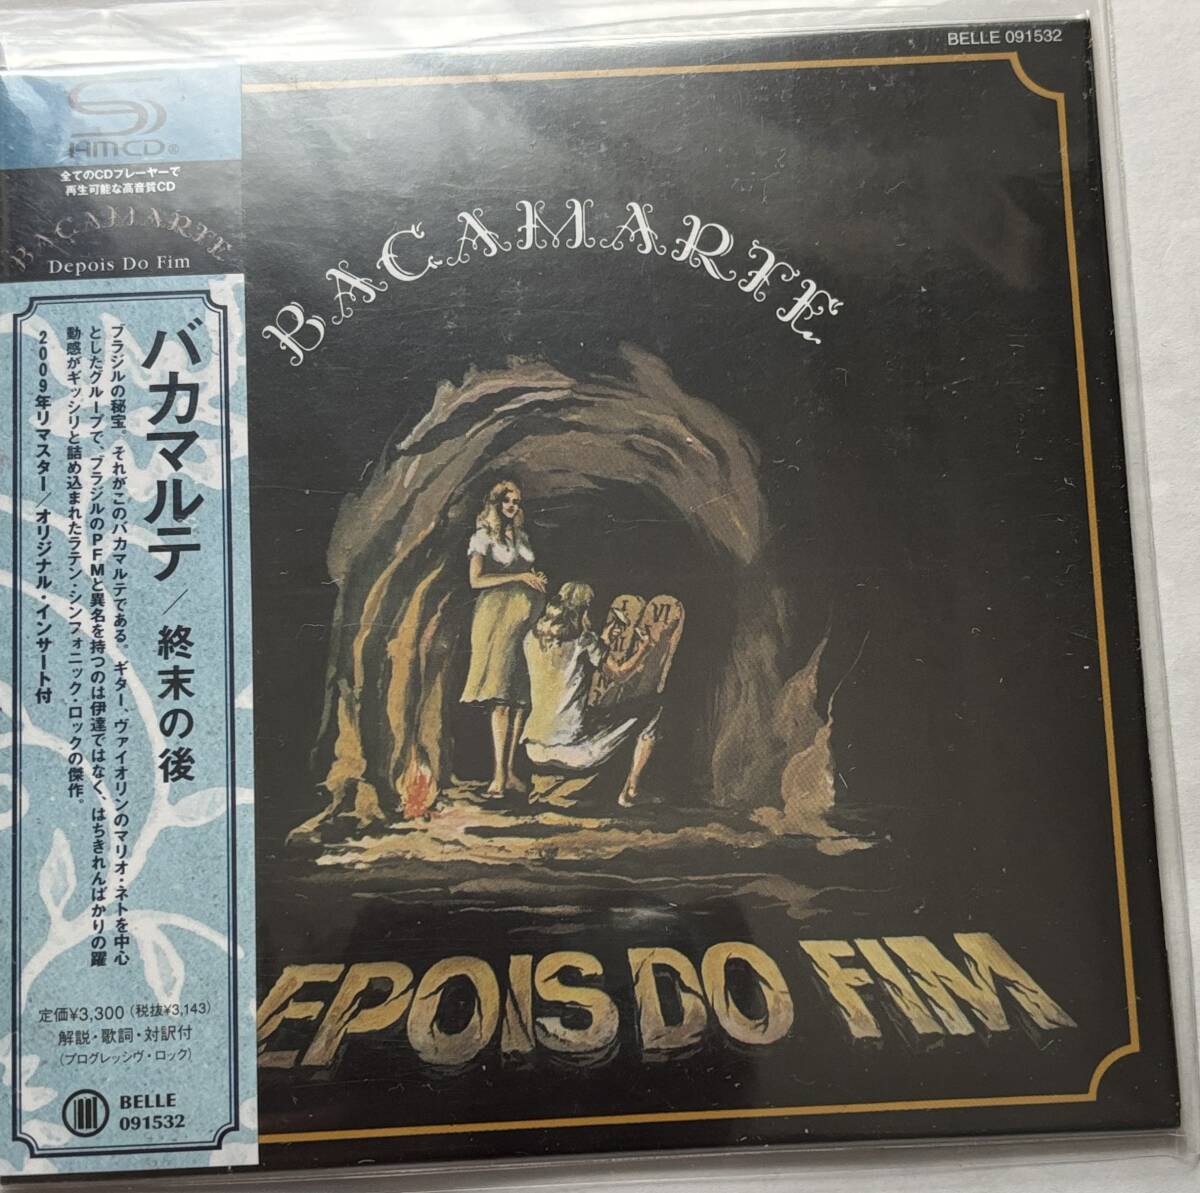 BELLE 091532
SHM CD®
全てのCDプレーヤーで
再生可能な高音質CD
BACAMARTE
Depois Do Fim
バカマルテ／終末の後
ブラジルの秘宝。それがこのバカマルテである。ギター、ヴァイオリンのマリオ・ネトを中心
としたグループで、ブラジルのPFMと異名を持つのは伊達ではなく、はちきれんばかりの躍
動感がギッシリと詰め込まれたラテン・シンフォニック・ロックの傑作。
2009年リマスター／オリジナル・インサート付
定価¥3,300（税抜¥3,143）
解説・歌詞・対訳付
（プログレッシヴ・ロック）
BELLE
091532
BACAMARTE
I
VI
EPOIS DO FIM